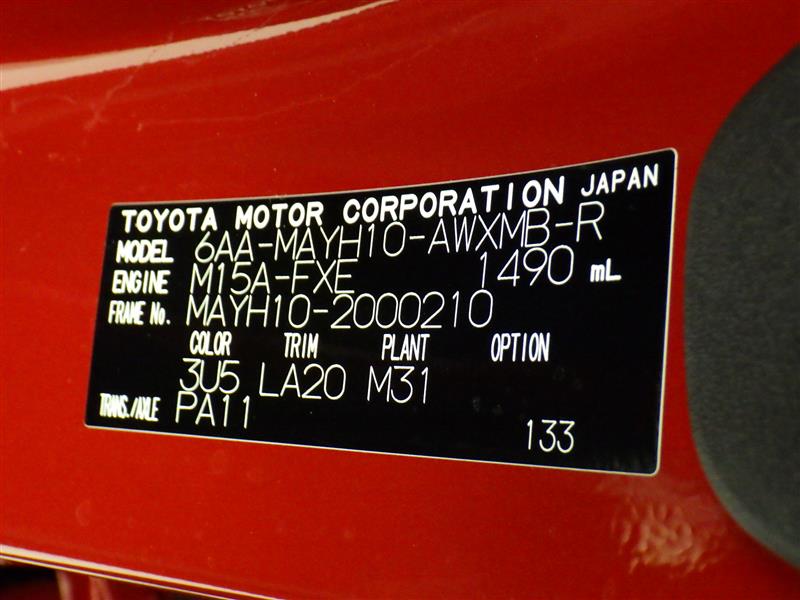 TOYOTA MOTOR CORPORATION JAPAN
MODEL 6AA-MAYH10-AWXMB-R
ENGINE M15A-FXE 1490 mL
FRAME No. MAYH10-2000210
COLOR TRIM PLANT OPTION
3U5 LA20 M31
TRANS./AXLE PA11
133